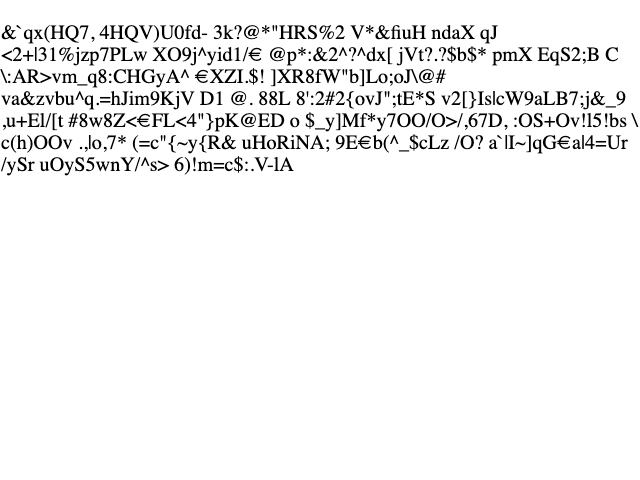 &`qx(HQ7, 4HQV)U0fd- 3k?@*"HRS%2 V*&fiuH ndaX qJ
<2+|31%jzp7PLw XO9j^yid1/€ @p*:&2^?^dx[ jVt?.?$b$* pmX EqS2;B C
\:AR>vm_q8:CHGyA^ €XZI.$! ]XR8fW"b]Lo;oJ\@#
va&zvbu^q.=hJim9KjV D1 @. 88L 8':2#2{ovJ";tE*S v2[}Is|cW9aLB7;j&_9
,u+El/[t #8w8Z<€FL<4"}pK@ED o $_y]Mf*y7OO/O>/,67D, :OS+Ov!l5!bs \
c(h)OOv .,|o,7* (=c"{~y{R& uHoRiNA; 9E€b(^_$cLz /O? a`|I~]qG€a|4=Ur
/ySr uOyS5wnY/^s> 6)!m=c$:.V-lA